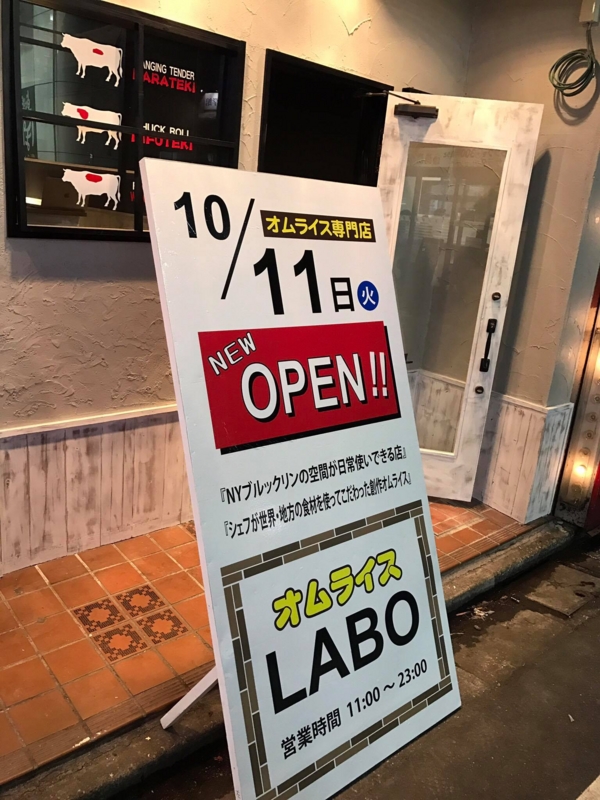 HANGING TENDER
HARATEKI
CHUCK ROLL
10/11日火
オムライス専門店
NEW
OPEN!!
『NYブルックリンの空間が日常使いできる店』
『シェフが世界・地方の食材を使ってこだわった創作オムライス』
オムライス
LABO
営業時間 11:00～23:00